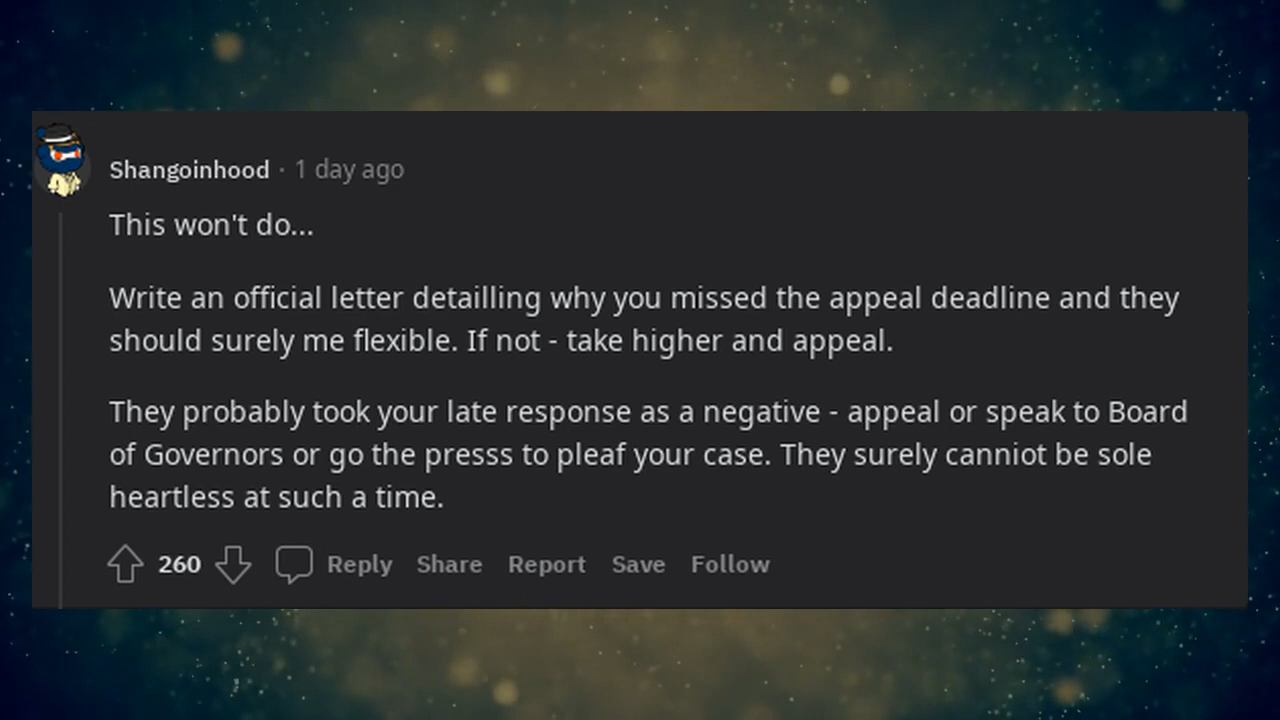 Shangoinhood · 1 day ago
This won't do...
Write an official letter detailling why you missed the appeal deadline and they
should surely me flexible. If not - take higher and appeal.
They probably took your late response as a negative - appeal or speak to Board
of Governors or go the presss to pleaf your case. They surely canniot be sole
heartless at such a time.
260 Reply Share Report Save Follow